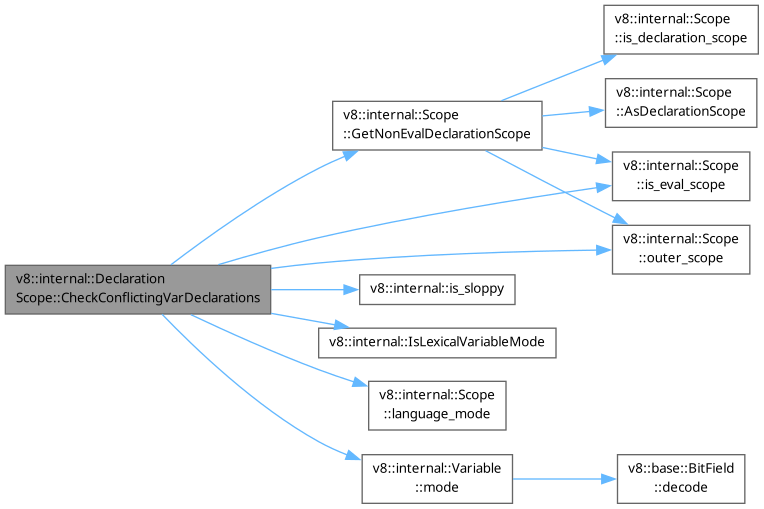 v8::internal::Scope
::is_declaration_scope
v8::internal::Scope
::GetNonEvalDeclarationScope
v8::internal::Scope
::AsDeclarationScope
v8::internal::Scope
::is_eval_scope
v8::internal::Scope
::outer_scope
v8::internal::Declaration
Scope::CheckConflictingVarDeclarations
v8::internal::is_sloppy
v8::internal::IsLexicalVariableMode
v8::internal::Scope
::language_mode
v8::internal::Variable
::mode
v8::base::BitField
::decode